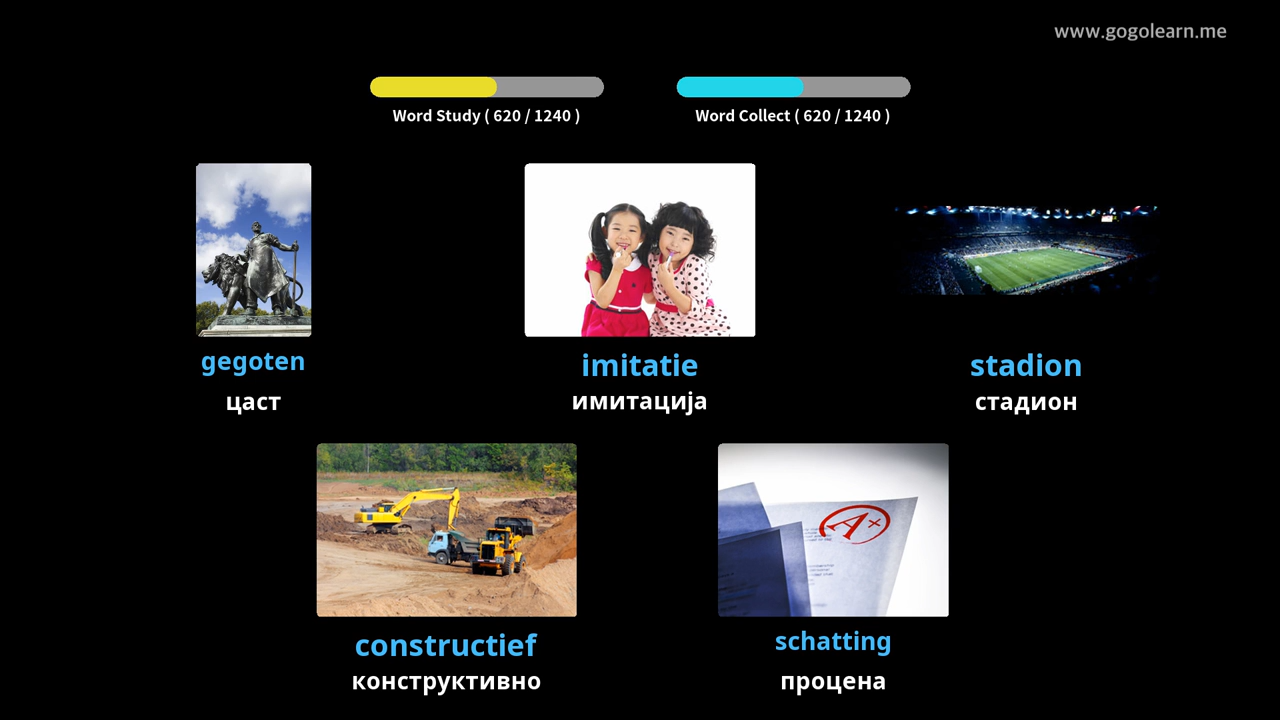 www.gogolearn.me
Word Study ( 620 / 1240 )
Word Collect ( 620 / 1240 )
gegoten
цаст
imitatie
имитација
stadion
стадион
A+
constructief
конструктивно
schatting
процена